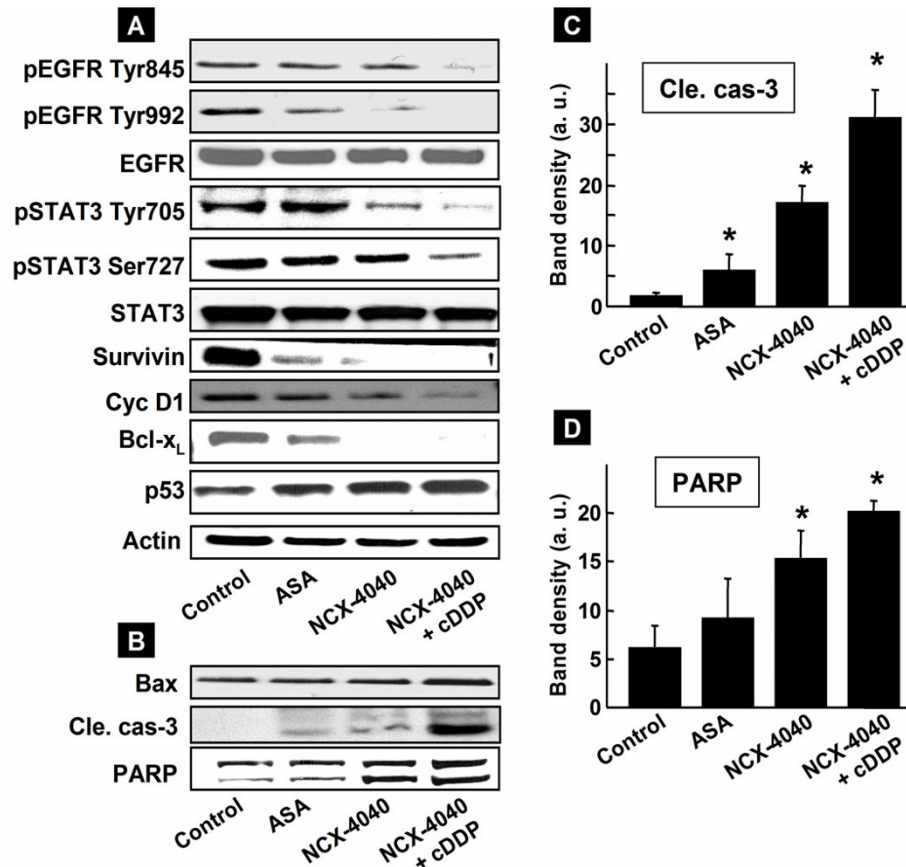 A
pEGFR Tyr845
pEGFR Tyr992
EGFR
pSTAT3 Tyr705
pSTAT3 Ser727
STAT3
Survivin
Cyc D1
Bcl-xL
p53
Actin
Control
ASA
NCX-4040
NCX-4040
+ cDDP
B
Bax
Cle. cas-3
PARP
Control
ASA
NCX-4040
NCX-4040
+ cDDP
C
Cle. cas-3
Band density (a. u.)
30
20
10
0
*
*
*
Control
ASA
NCX-4040
NCX-4040
+ cDDP
D
PARP
Band density (a. u.)
20
15
10
5
0
*
*
Control
ASA
NCX-4040
NCX-4040
+ cDDP